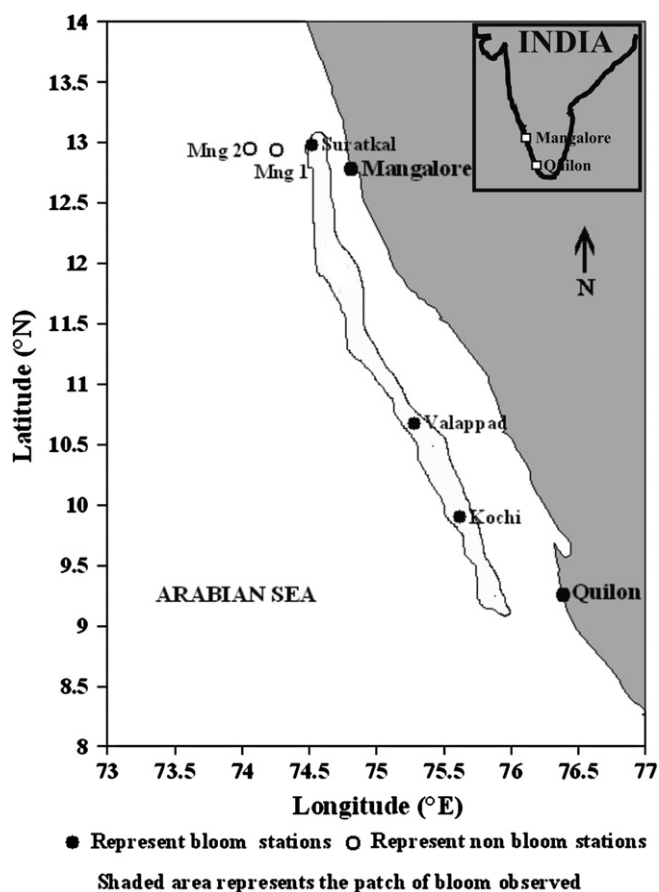 14
13.5
13
12.5
12
11.5
11
10.5
10
9.5
9
8.5
8
Latitude (°N)
INDIA
Mangalore
Quilon
N
Mng 2
Mng 1
Suratkal
Mangalore
Valappad
Kochi
ARABIAN SEA
Quilon
73 73.5 74 74.5 75 75.5 76 76.5 77
Longitude (°E)
Represent bloom stations Represent non bloom stations
Shaded area represents the patch of bloom observed